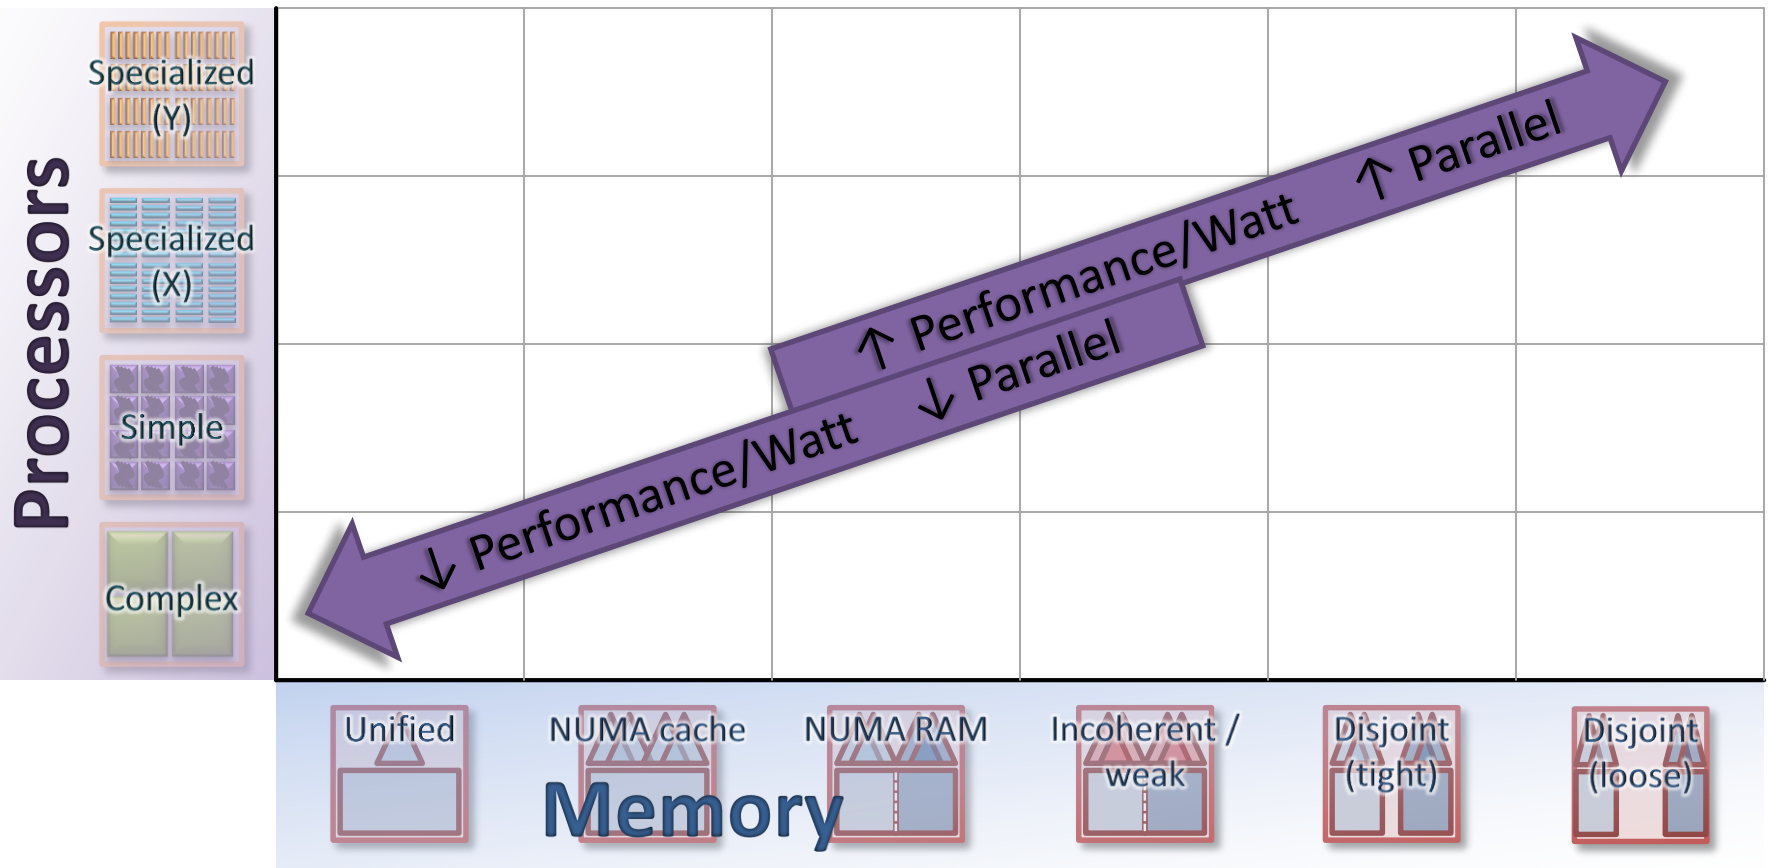 Processors
Specialized
(Y)
Specialized
(X)
Simple
Complex
↑ Performance/Watt ↑ Parallel
↓ Performance/Watt ↓ Parallel
Unified
NUMA cache
NUMA RAM
Incoherent /
weak
Disjoint
(tight)
Disjoint
(loose)
Memory